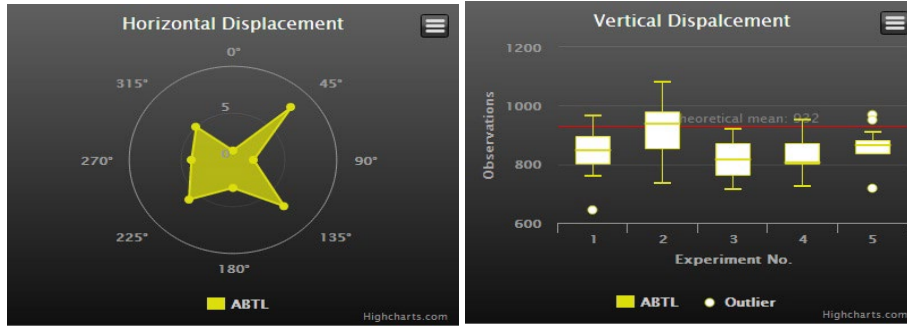 Horizontal Displacement
0°
315°
45°
5
0
270°
90°
225°
135°
180°
ABTL
Highcharts.com
Vertical Dispalcement
1200
1000
Theoretical mean: 932
800
600
Observations
1 2 3 4 5
Experiment No.
ABTL Outlier
Highcharts.com